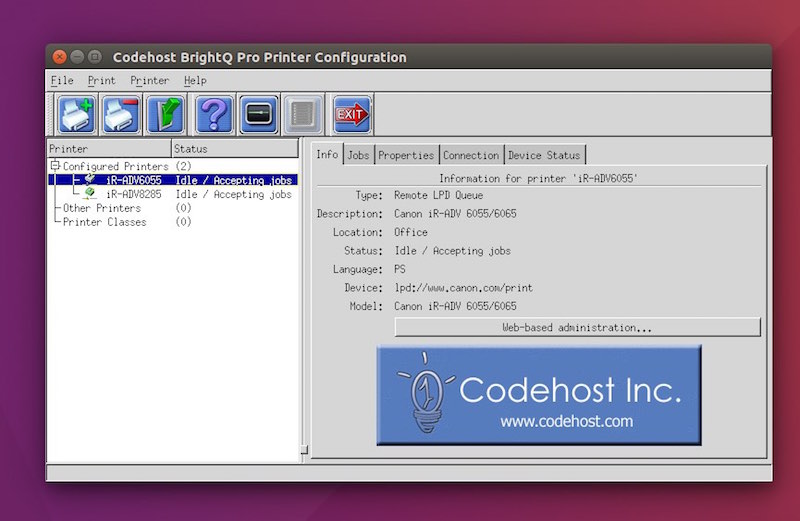 Codehost BrightQ Pro Printer Configuration
File Print Printer Help
EXIT
Printer Status
Configured Printers (2)
iR-ADV6055 Idle / Accepting jobs
iR-ADV8285 Idle / Accepting jobs
Other Printers (0)
Printer Classes (0)
Info Jobs Properties Connection Device Status
Information for printer 'iR-ADV6055'
Type: Remote LPD Queue
Description: Canon iR-ADV 6055/6065
Location: Office
Status: Idle / Accepting jobs
Language: PS
Device: lpd://www.canon.com/print
Model: Canon iR-ADV 6055/6065
Web-based administration...
Codehost Inc.
www.codehost.com